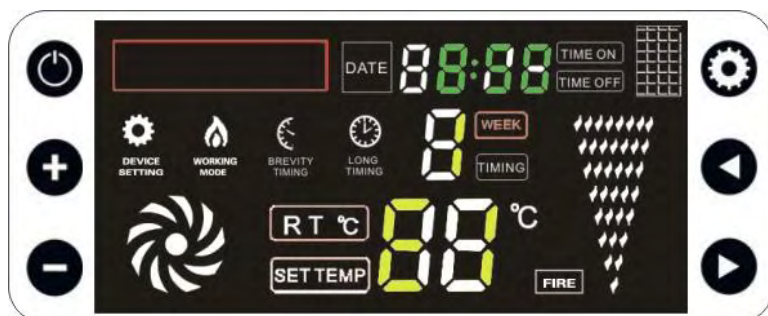 DATE
88:58
TIME ON
TIME OFF
8
WEEK
DEVICE
SETTING
WORKING
MODE
BREVITY
TIMING
LONG
TIMING
TIMING
R T ℃
88
℃
SET TEMP
FIRE